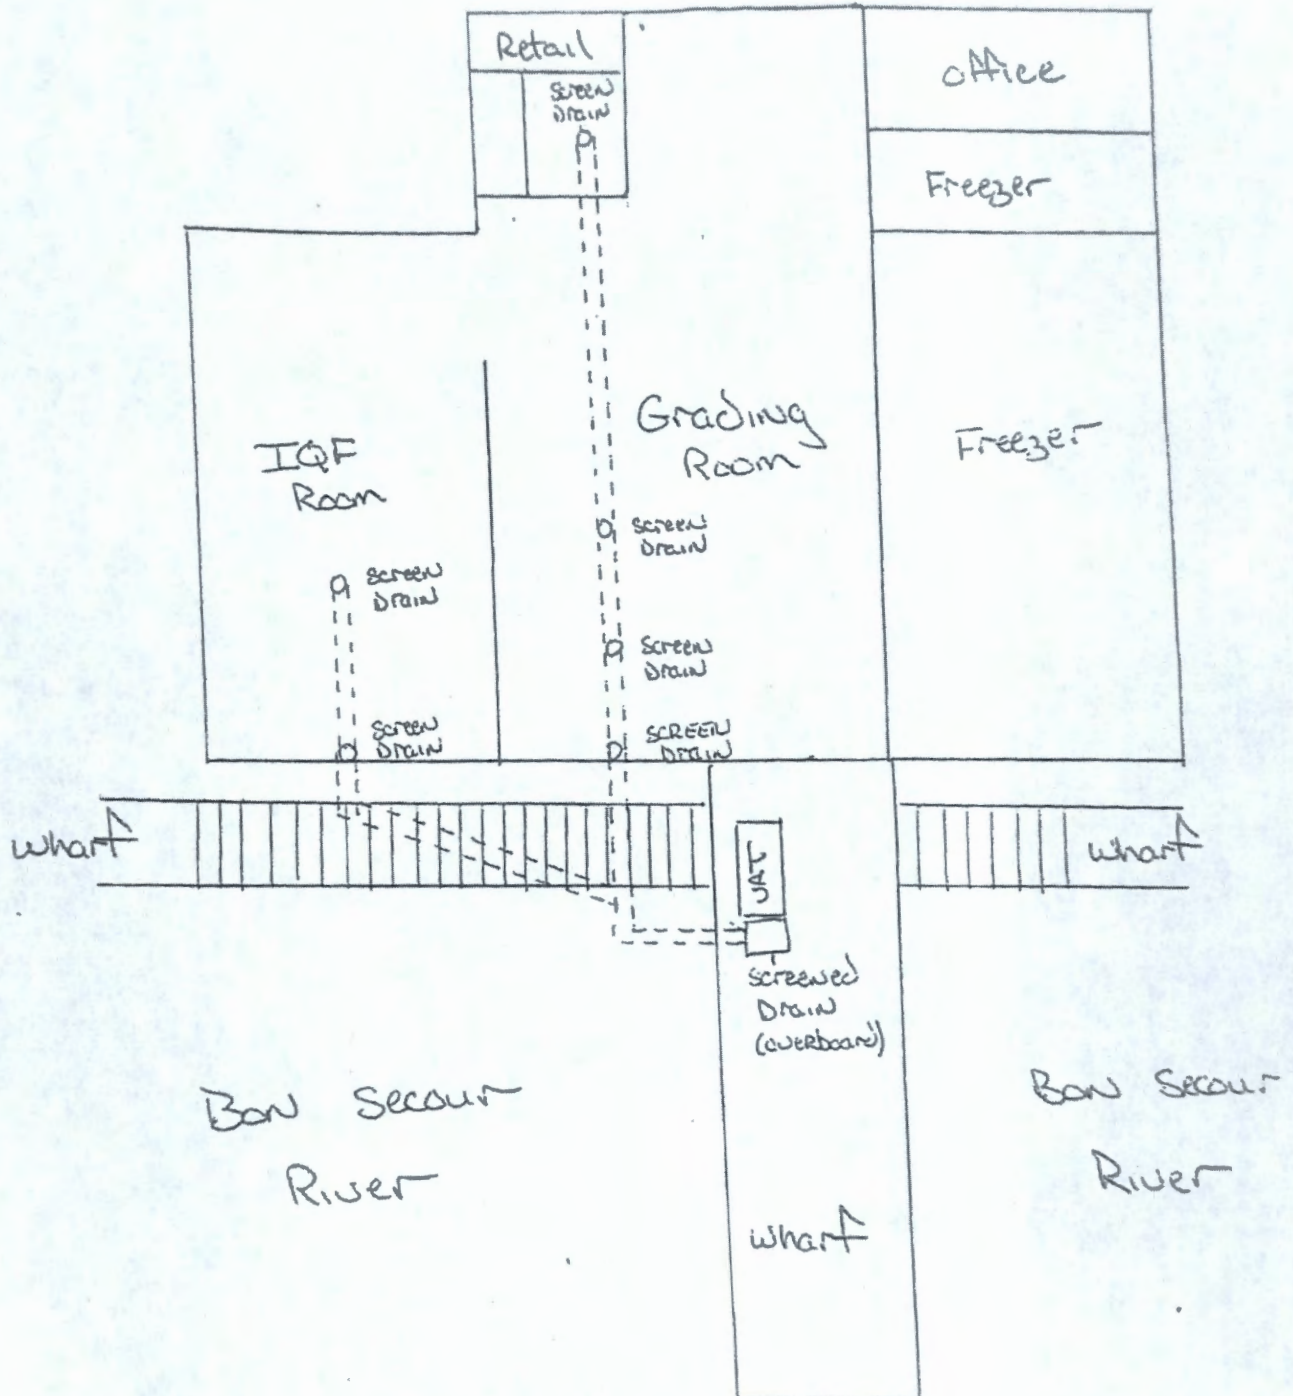 Retail
office
SCREEN
DRAIN
Freezer
Grading
Room
Freezer
IQF
Room
SCREEN
DRAIN
SCREEN
DRAIN
SCREEN
DRAIN
SCREEN
DRAIN
SCREEN
DRAIN
wharf
VAT
wharf
Screened
Drain
(overboard)
Bon Secour
River
Bon Secour
River
wharf